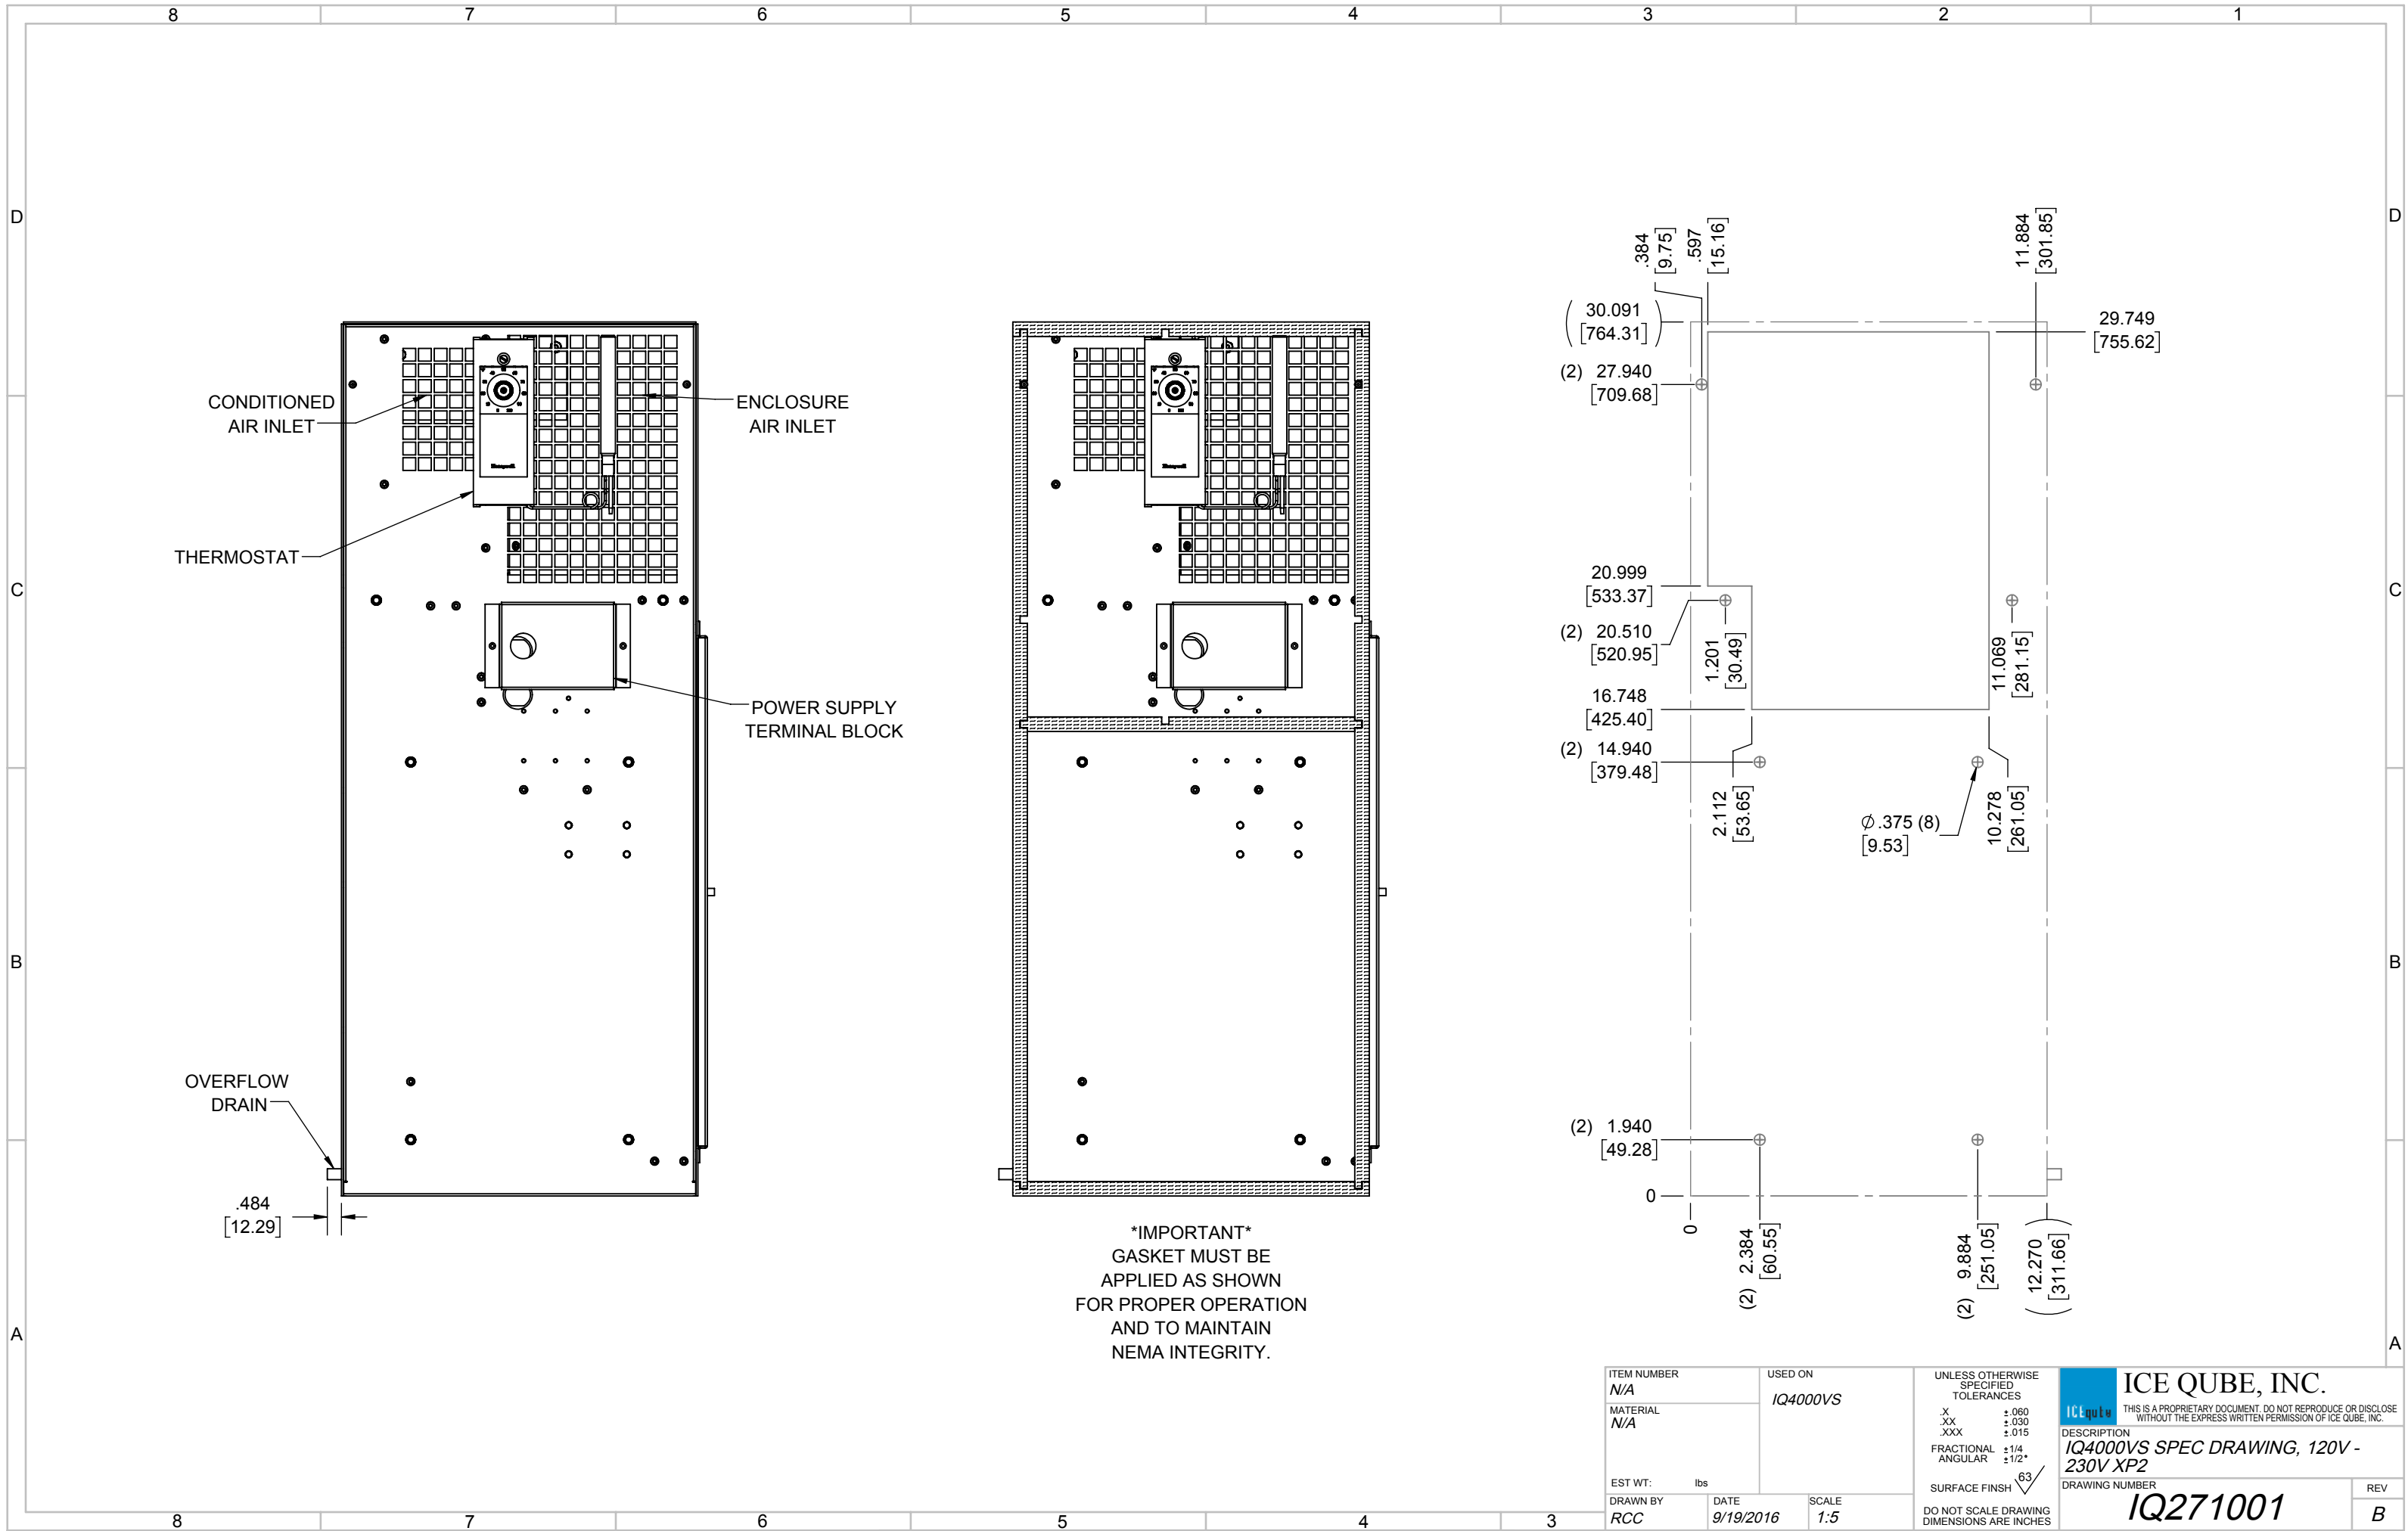 8
7
6
5
4
3
2
1
D
D
C
C
B
B
A
A
CONDITIONED
AIR INLET
THERMOSTAT
ENCLOSURE
AIR INLET
POWER SUPPLY
TERMINAL BLOCK
OVERFLOW
DRAIN
.484
[12.29]
*IMPORTANT*
GASKET MUST BE
APPLIED AS SHOWN
FOR PROPER OPERATION
AND TO MAINTAIN
NEMA INTEGRITY.
.384
[9.75]
.597
[15.16]
11.884
[301.85]
(30.091
[764.31])
29.749
[755.62]
(2) 27.940
[709.68]
20.999
[533.37]
(2) 20.510
[520.95]
1.201
[30.49]
11.069
[281.15]
16.748
[425.40]
(2) 14.940
[379.48]
2.112
[53.65]
Ø .375 (8)
[9.53]
10.278
[261.05]
(2) 1.940
[49.28]
0
0
(2) 2.384
[60.55]
(2) 9.884
[251.05]
(12.270
[311.66])
ITEM NUMBER
N/A
MATERIAL
N/A
EST WT: lbs
USED ON
IQ4000VS
DRAWN BY
RCC
DATE
9/19/2016
SCALE
1:5
UNLESS OTHERWISE
SPECIFIED
TOLERANCES
.X ±.060
.XX ±.030
.XXX ±.015
FRACTIONAL ±1/4
ANGULAR ±1/2°
SURFACE FINSH 63
DO NOT SCALE DRAWING
DIMENSIONS ARE INCHES
ICEqube
ICE QUBE, INC.
THIS IS A PROPRIETARY DOCUMENT. DO NOT REPRODUCE OR DISCLOSE
WITHOUT THE EXPRESS WRITTEN PERMISSION OF ICE QUBE, INC.
DESCRIPTION
IQ4000VS SPEC DRAWING, 120V -
230V XP2
DRAWING NUMBER
IQ271001
REV
B
8
7
6
5
4
3